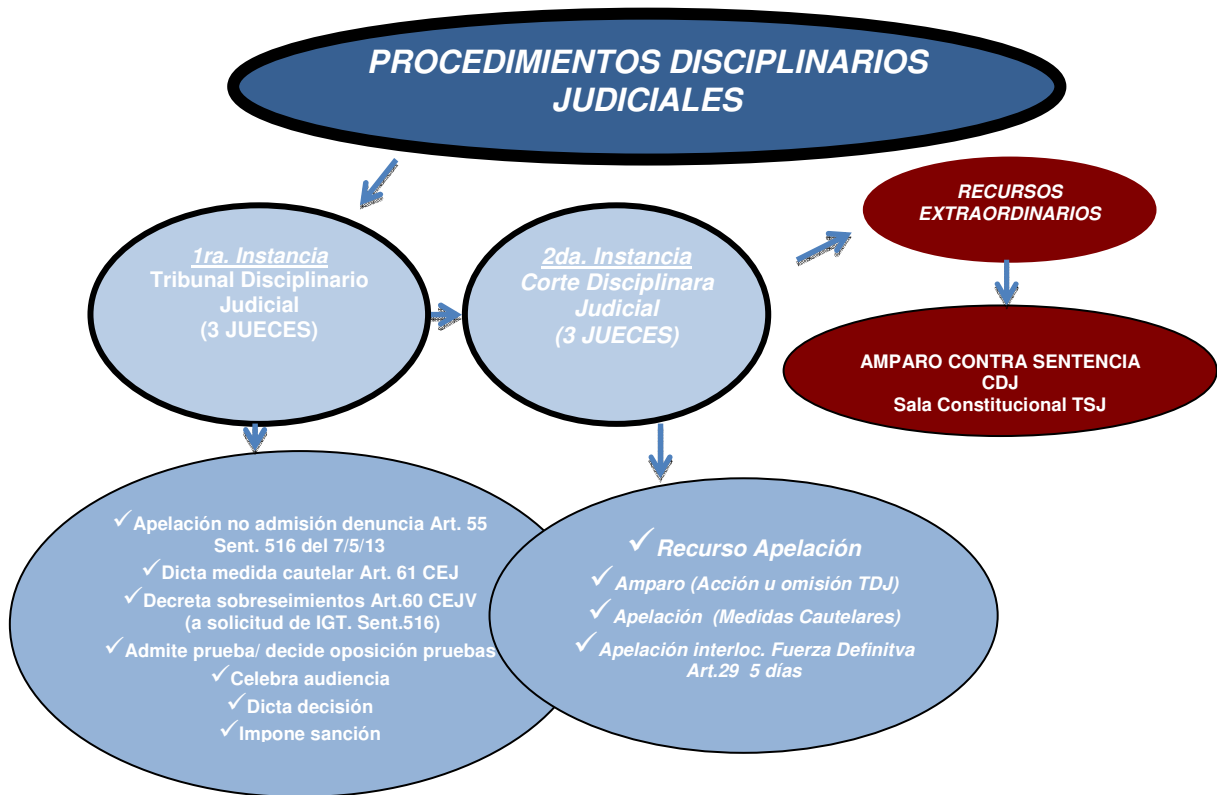 PROCEDIMIENTOS DISCIPLINARIOS
JUDICIALES
RECURSOS
EXTRAORDINARIOS
1ra. Instancia
Tribunal Disciplinario
Judicial
(3 JUECES)
2da. Instancia
Corte Disciplinara
Judicial
(3 JUECES)
AMPARO CONTRA SENTENCIA
CDJ
Sala Constitucional TSJ
✓Apelación no admisión denuncia Art. 55
Sent. 516 del 7/5/13
✓Dicta medida cautelar Art. 61 CEJ
✓Decreta sobreseimientos Art.60 CEJV
(a solicitud de IGT. Sent.516)
✓Admite prueba/ decide oposición pruebas
✓Celebra audiencia
✓Dicta decisión
✓Impone sanción
✓Recurso Apelación
✓Amparo (Acción u omisión TDJ)
✓Apelación (Medidas Cautelares)
✓Apelación interloc. Fuerza Definitva
Art.29 5 días